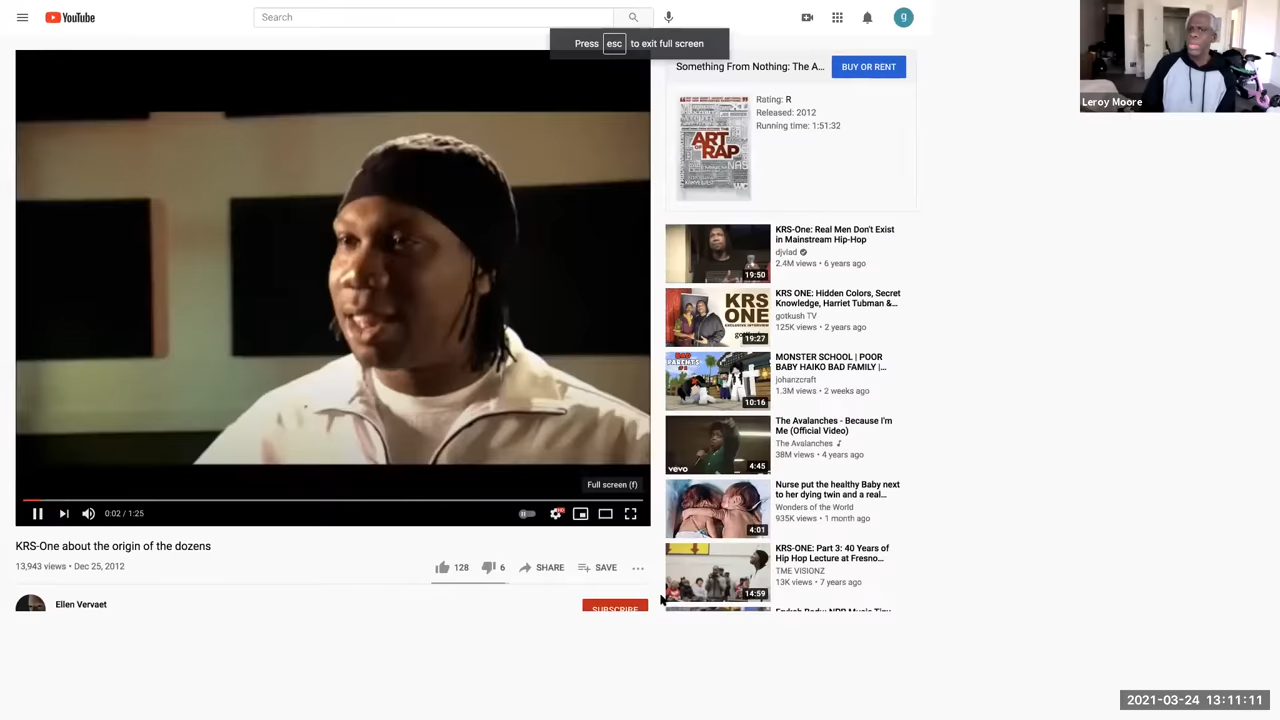 YouTube
Search
g
Press esc to exit full screen
Leroy Moore
Something From Nothing: The A...
BUY OR RENT
Rating: R
Released: 2012
Running time: 1:51:32
ART
OF
RAP
KRS-One: Real Men Don't Exist
in Mainstream Hip-Hop
djvlad
2.4M views • 6 years ago
19:50
KRS
ONE
KRS ONE: Hidden Colors, Secret
Knowledge, Harriet Tubman &...
gotkush TV
125K views • 2 years ago
19:27
MONSTER SCHOOL | POOR
BABY HAIKO BAD FAMILY |...
johanzcraft
1.3M views • 2 weeks ago
10:16
The Avalanches - Because I'm
Me (Official Video)
The Avalanches
38M views • 4 years ago
vevo
4:45
Nurse put the healthy Baby next
to her dying twin and a real...
Wonders of the World
935K views • 1 month ago
4:01
KRS-ONE: Part 3: 40 Years of
Hip Hop Lecture at Fresno...
TME VISIONZ
13K views • 7 years ago
14:59
Full screen (f)
0:02 / 1:25
HD
KRS-One about the origin of the dozens
13,943 views • Dec 25, 2012
128
6
SHARE
SAVE
Ellen Vervaet
SUBSCRIBE
2021-03-24 13:11:11